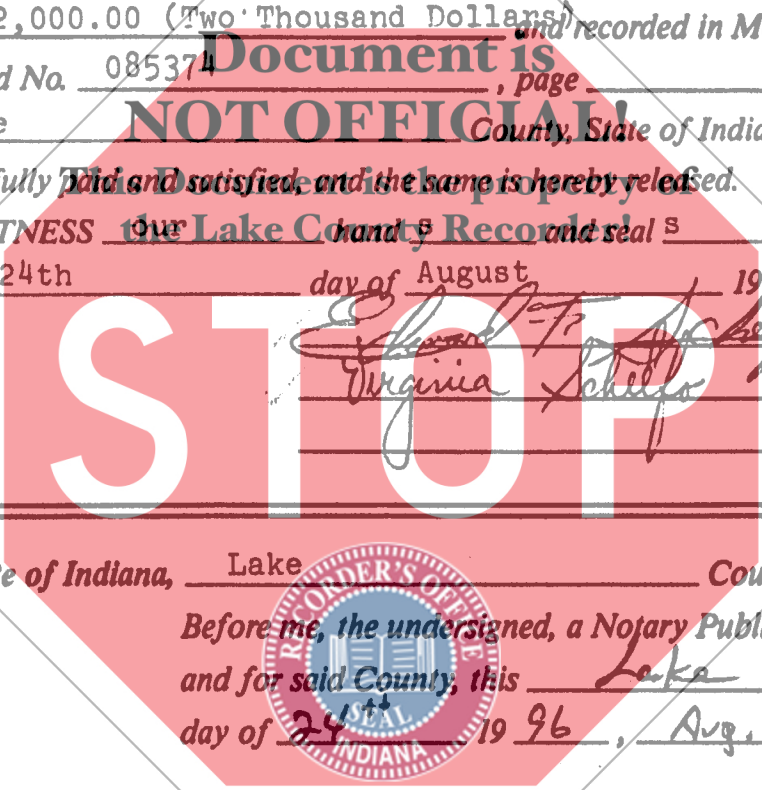 2,000.00 (Two Thousand Dollars) and recorded in M
Document is
d No. 085374, page
NOT OFFICIAL!
e County, State of India
fully paid and satisfied, and the same is hereby released.
This Document is the property of
TNESS our hand s and seal s
the Lake County Recorder!
24th day of August 19
Edward F.
Virginia
STOP
e of Indiana, Lake Cou
RECORDER'S OFFICE
Before me, the undersigned, a Notary Publi
and for said County, this Lake
SEAL
day of 24th 19 96, Aug.
INDIANA